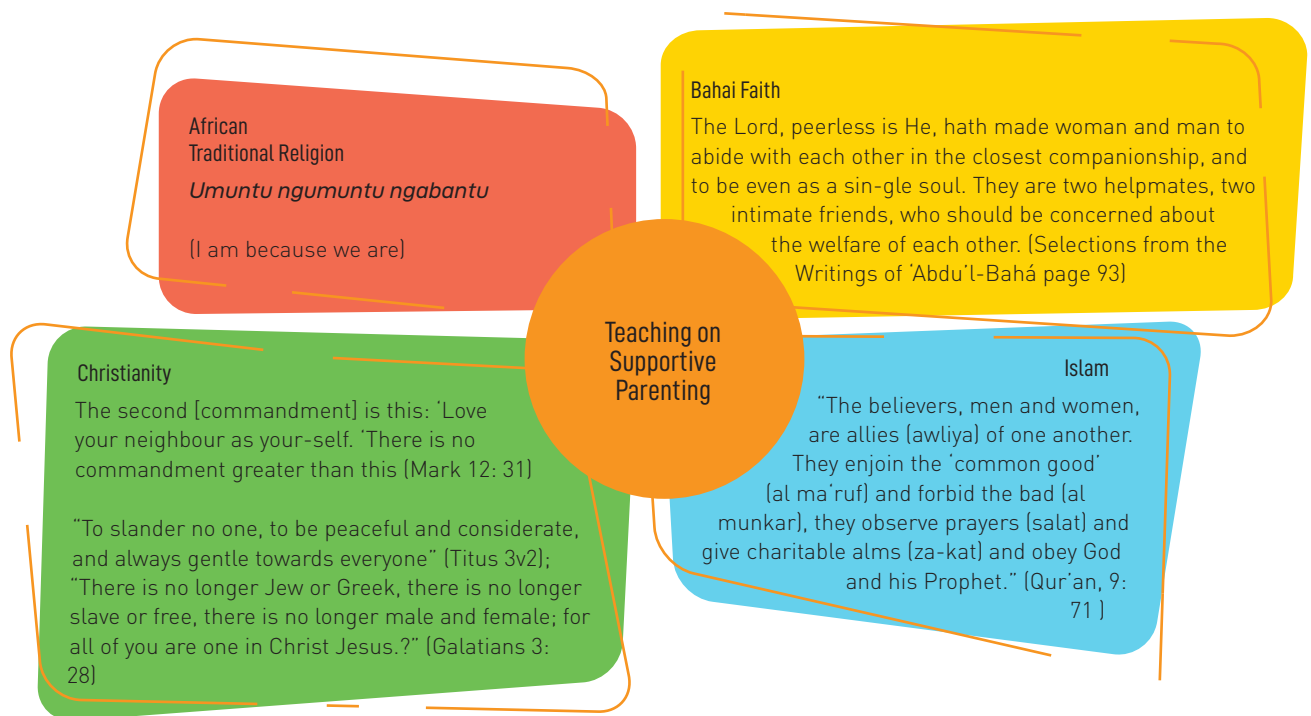 African
Traditional Religion
Umuntu ngumuntu ngabantu
(I am because we are)
Bahai Faith
The Lord, peerless is He, hath made woman and man to
abide with each other in the closest companionship, and
to be even as a sin-gle soul. They are two helpmates, two
intimate friends, who should be concerned about
the welfare of each other. (Selections from the
Writings of ‘Abdu’l-Bahá page 93)
Teaching on
Supportive
Parenting
Christianity
The second [commandment] is this: ‘Love
your neighbour as your-self. ‘There is no
commandment greater than this (Mark 12: 31)
“To slander no one, to be peaceful and considerate,
and always gentle towards everyone” (Titus 3v2);
“There is no longer Jew or Greek, there is no longer
slave or free, there is no longer male and female; for
all of you are one in Christ Jesus.?” (Galatians 3:
28)
Islam
“The believers, men and women,
are allies (awliya) of one another.
They enjoin the ‘common good’
(al ma‘ruf) and forbid the bad (al
munkar), they observe prayers (salat) and
give charitable alms (za-kat) and obey God
and his Prophet.” (Qur’an, 9:
71 )